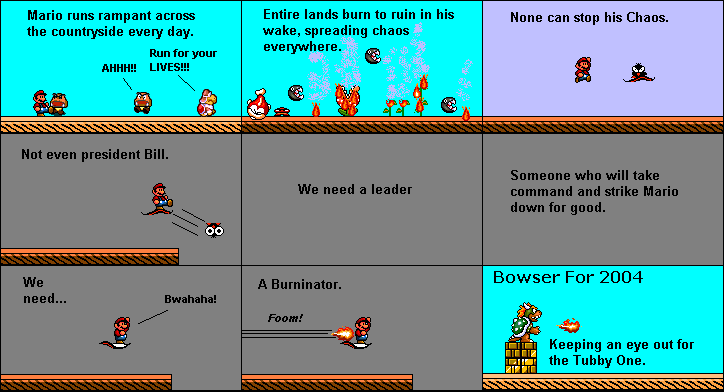 Mario runs rampant across
the countryside every day.
AHHH!!
Run for your
LIVES!!!
Entire lands burn to ruin in his
wake, spreading chaos
everywhere.
None can stop his Chaos.
Not even president Bill.
We need a leader
Someone who will take
command and strike Mario
down for good.
We
need...
Bwahaha!
A Burninator.
Foom!
Bowser For 2004
Keeping an eye out for
the Tubby One.